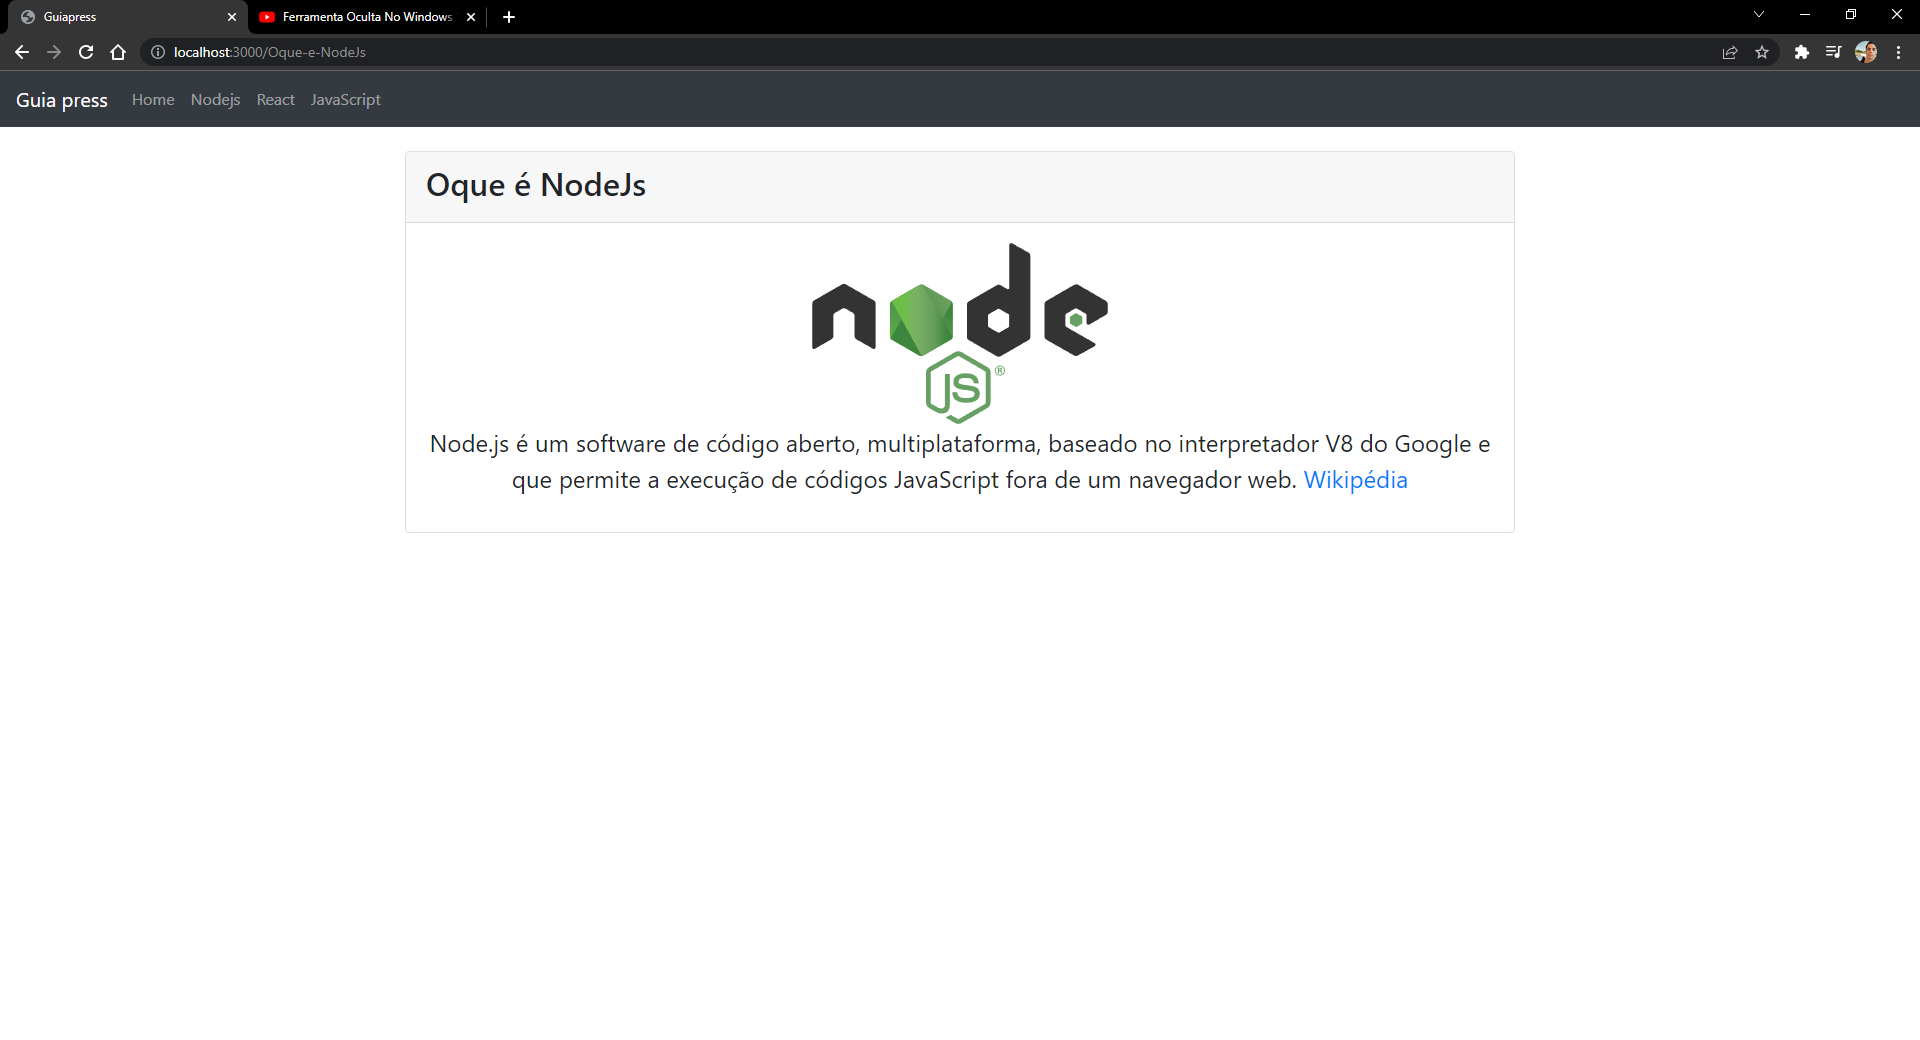 Guiapress
Ferramenta Oculta No Windows
localhost:3000/Oque-e-NodeJs
Guia press Home Nodejs React JavaScript
Oque é NodeJs
node
JS ®
Node.js é um software de código aberto, multiplataforma, baseado no interpretador V8 do Google e
que permite a execução de códigos JavaScript fora de um navegador web. Wikipédia